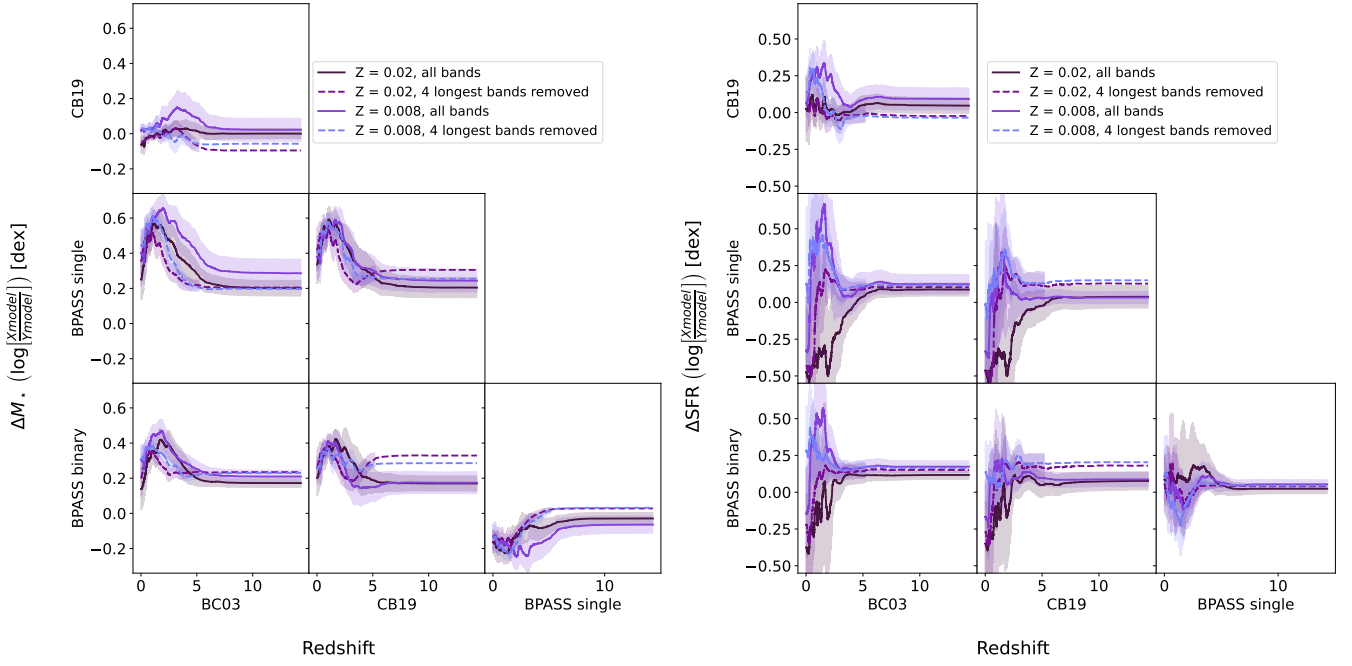 0.6
0.4
0.2
0.0
−0.2
CB19
Z = 0.02, all bands
Z = 0.02, 4 longest bands removed
Z = 0.008, all bands
Z = 0.008, 4 longest bands removed
0.6
0.4
0.2
0.0
−0.2
BPASS single
0.6
0.4
0.2
0.0
−0.2
BPASS binary
0 5 10
BC03
0 5 10
CB19
0 10
BPASS single
ΔM⋆ (log[Xmodel/Ymodel]) [dex]
Redshift
0.50
0.25
0.00
−0.25
−0.50
CB19
Z = 0.02, all bands
Z = 0.02, 4 longest bands removed
Z = 0.008, all bands
Z = 0.008, 4 longest bands removed
0.50
0.25
0.00
−0.25
−0.50
BPASS single
0.50
0.25
0.00
−0.25
−0.50
BPASS binary
0 5 10
BC03
0 5 10
CB19
0 10
BPASS single
ΔSFR (log[Xmodel/Ymodel]) [dex]
Redshift